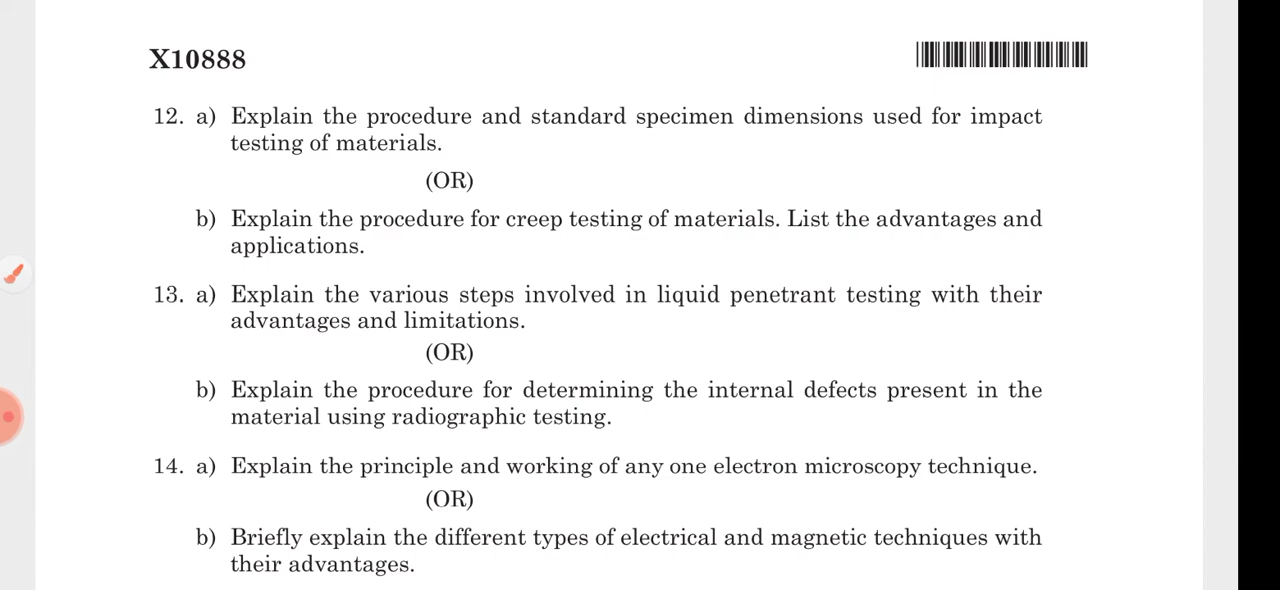 X10888
12. a) Explain the procedure and standard specimen dimensions used for impact
testing of materials.
(OR)
b) Explain the procedure for creep testing of materials. List the advantages and
applications.
13. a) Explain the various steps involved in liquid penetrant testing with their
advantages and limitations.
(OR)
b) Explain the procedure for determining the internal defects present in the
material using radiographic testing.
14. a) Explain the principle and working of any one electron microscopy technique.
(OR)
b) Briefly explain the different types of electrical and magnetic techniques with
their advantages.